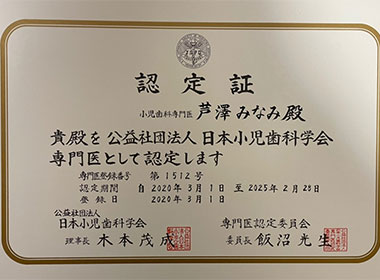 認定証
小児歯科専門医 芦澤みなみ殿
貴殿を公益社団法人日本小児歯科学会
専門医として認定します
専門医登録番号 第1512号
認定期間 自2020年3月1日 至2025年2月28日
登録日 2020年3月1日
公益社団法人
日本小児歯科学会 専門医認定委員会
理事長 木本茂成 委員長 飯沼光生